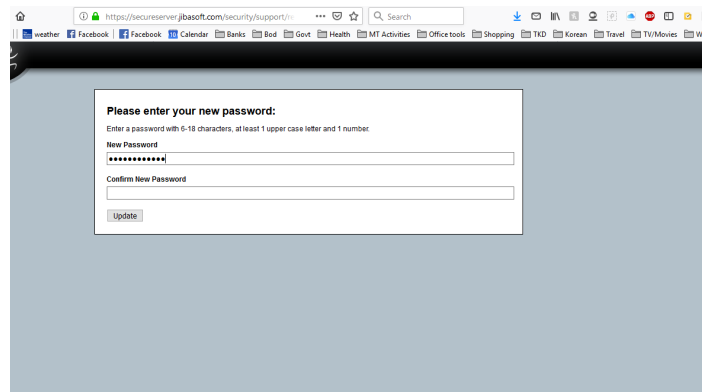 https://secureserver.jibasoft.com/security/support/r
Search
weather Facebook Facebook 10 Calendar Banks Bod Govt Health MT Activities Office tools Shopping TKD Korean Travel TV/Movies W
Please enter your new password:
Enter a password with 6-18 characters, at least 1 upper case letter and 1 number.
New Password
••••••••••••
Confirm New Password
Update